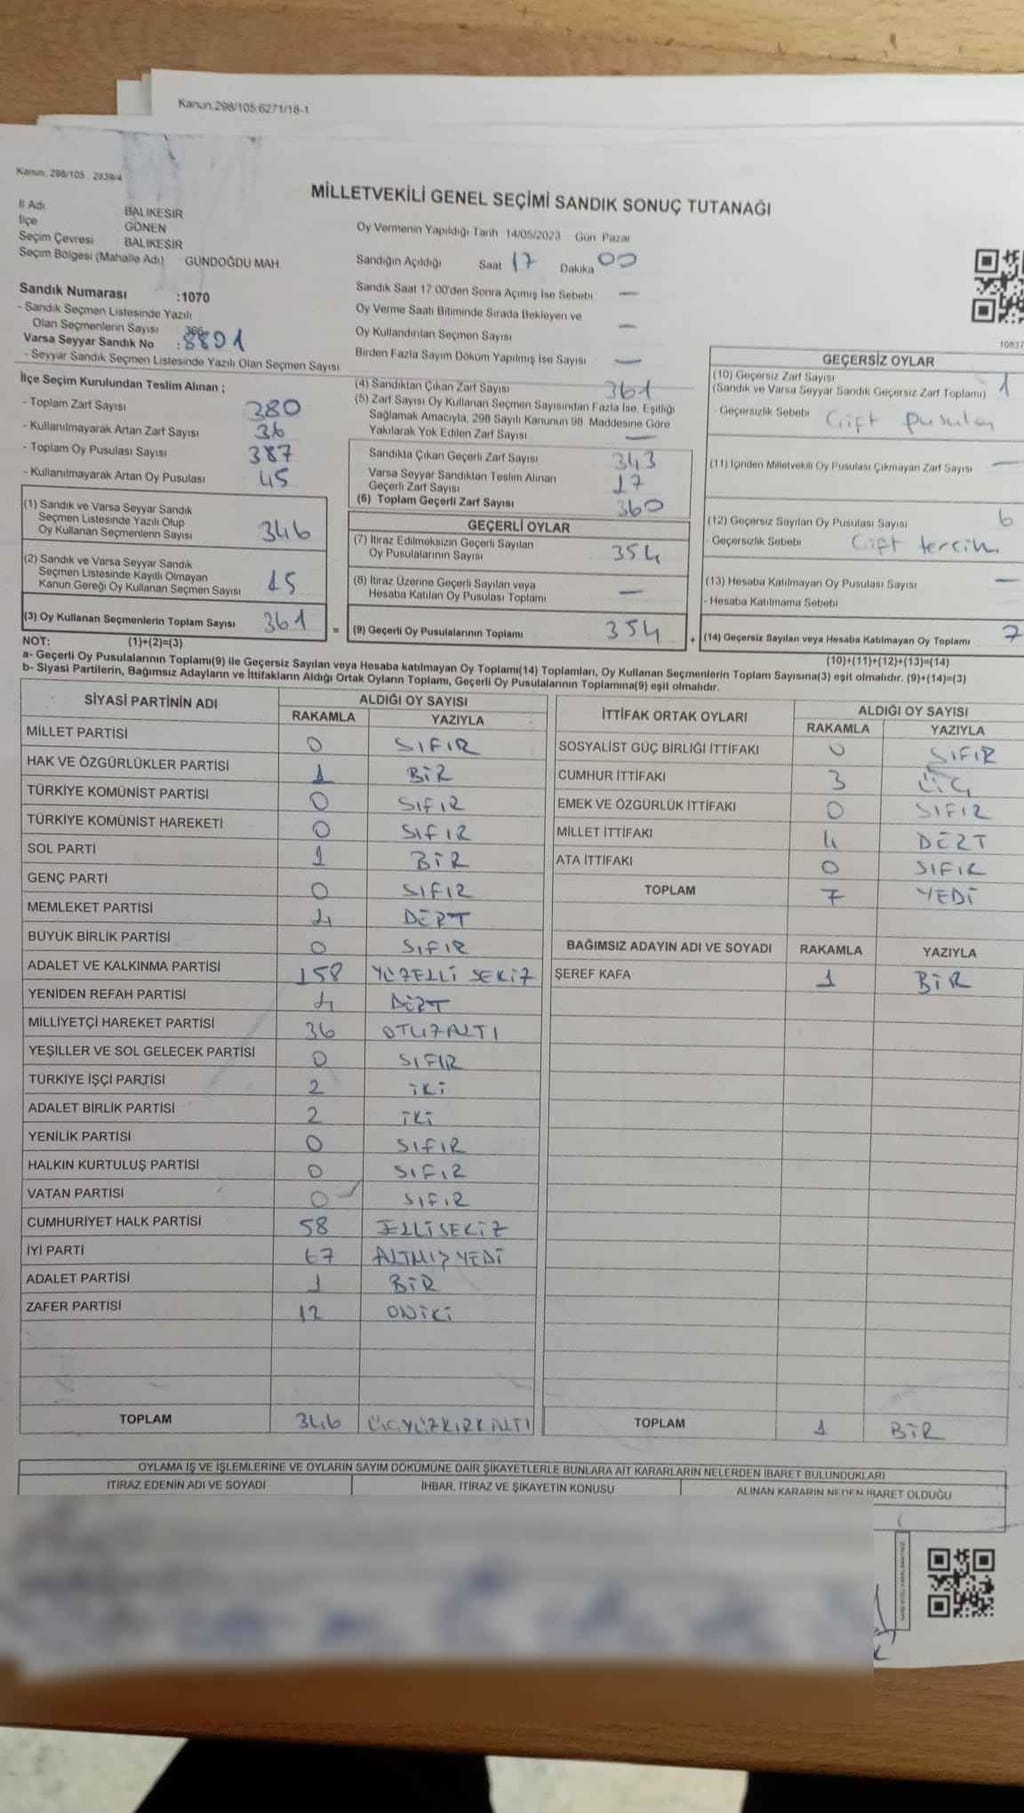 Kanun:298/105;6271/18-1
Kanun: 298/105 ; 2839/4
MİLLETVEKİLİ GENEL SEÇİMİ SANDIK SONUÇ TUTANAĞI
İl Adı BALIKESİR
İlçe GÖNEN
Seçim Çevresi BALIKESİR
Seçim Bölgesi (Mahalle Adı) GÜNDOĞDU MAH.
Sandık Numarası :1070
- Sandık Seçmen Listesinde Yazılı
Olan Seçmenlerin Sayısı : 366
Varsa Seyyar Sandık No : 8801
- Seyyar Sandık Seçmen Listesinde Yazılı Olan Seçmen Sayısı
İlçe Seçim Kurulundan Teslim Alınan ;
- Toplam Zarf Sayısı 380
- Kullanılmayarak Artan Zarf Sayısı 36
- Toplam Oy Pusulası Sayısı 387
- Kullanılmayarak Artan Oy Pusulası 45
(1) Sandık ve Varsa Seyyar Sandık
Seçmen Listesinde Yazılı Olup
Oy Kullanan Seçmenlerin Sayısı 346
(2) Sandık ve Varsa Seyyar Sandık
Seçmen Listesinde Kayıtlı Olmayan
Kanun Gereği Oy Kullanan Seçmen Sayısı 15
(3) Oy Kullanan Seçmenlerin Toplam Sayısı 361 =
Oy Vermenin Yapıldığı Tarih 14/05/2023 Gün Pazar
Sandığın Açıldığı Saat 17 Dakika 00
Sandık Saat 17:00'den Sonra Açımış İse Sebebi —
Oy Verme Saati Bitiminde Sırada Bekleyen ve
Oy Kullandırılan Seçmen Sayısı —
Birden Fazla Sayım Döküm Yapılmış İse Sayısı —
(4) Sandıktan Çıkan Zarf Sayısı 361
(5) Zarf Sayısı Oy Kullanan Seçmen Sayısından Fazla İse, Eşitliği
Sağlamak Amacıyla, 298 Sayılı Kanunun 98. Maddesine Göre
Yakılarak Yok Edilen Zarf Sayısı —
Sandıkta Çıkan Geçerli Zarf Sayısı 343
Varsa Seyyar Sandıktan Teslim Alınan
Geçerli Zarf Sayısı 17
(6) Toplam Geçerli Zarf Sayısı 360
GEÇERLİ OYLAR
(7) İtiraz Edilmeksizin Geçerli Sayılan
Oy Pusulalarının Sayısı 354
(8) İtiraz Üzerine Geçerli Sayılan veya
Hesaba Katılan Oy Pusulası Toplamı —
(9) Geçerli Oy Pusulalarının Toplamı 354 +
10837
GEÇERSİZ OYLAR
(10) Geçersiz Zarf Sayısı 1
(Sandık ve Varsa Seyyar Sandık Geçersiz Zarf Toplamı)
- Geçersizlik Sebebi Çift pusulan
(11) İçinden Milletvekili Oy Pusulası Çıkmayan Zarf Sayısı —
(12) Geçersiz Sayılan Oy Pusulası Sayısı 6
- Geçersizlik Sebebi Çift tercih
(13) Hesaba Katılmayan Oy Pusulası Sayısı —
- Hesaba Katılmama Sebebi
(14) Geçersiz Sayılan veya Hesaba Katılmayan Oy Toplamı 7
NOT: (1)+(2)=(3) (10)+(11)+(12)+(13)=(14)
a- Geçerli Oy Pusulalarının Toplamı(9) ile Geçersiz Sayılan veya Hesaba katılmayan Oy Toplamı(14) Toplamları, Oy Kullanan Seçmenlerin Toplam Sayısına(3) eşit olmalıdır. (9)+(14)=(3)
b- Siyasi Partilerin, Bağımsız Adayların ve İttifakların Aldığı Ortak Oyların Toplamı, Geçerli Oy Pusulalarının Toplamına(9) eşit olmalıdır.
SİYASİ PARTİNİN ADI ALDIĞI OY SAYISI
RAKAMLA YAZIYLA
MİLLET PARTİSİ 0 SIFIR
HAK VE ÖZGÜRLÜKLER PARTİSİ 1 BİR
TÜRKİYE KOMÜNİST PARTİSİ 0 SIFIR
TÜRKİYE KOMÜNİST HAREKETİ 0 SIFIR
SOL PARTİ 1 BİR
GENÇ PARTİ 0 SIFIR
MEMLEKET PARTİSİ 4 DÖRT
BÜYÜK BİRLİK PARTİSİ 0 SIFIR
ADALET VE KALKINMA PARTİSİ 158 YÜZELLİ SEKİZ
YENİDEN REFAH PARTİSİ 4 DÖRT
MİLLİYETÇİ HAREKET PARTİSİ 36 OTUZALTI
YEŞİLLER VE SOL GELECEK PARTİSİ 0 SIFIR
TÜRKİYE İŞÇİ PARTİSİ 2 İKİ
ADALET BİRLİK PARTİSİ 2 İKİ
YENİLİK PARTİSİ 0 SIFIR
HALKIN KURTULUŞ PARTİSİ 0 SIFIR
VATAN PARTİSİ 0 SIFIR
CUMHURİYET HALK PARTİSİ 58 ELLİSEKİZ
İYİ PARTİ 67 ALTMIŞ YEDİ
ADALET PARTİSİ 1 BİR
ZAFER PARTİSİ 12 ONİKİ
TOPLAM 346 ÜÇYÜZKIRKALTI
İTTİFAK ORTAK OYLARI ALDIĞI OY SAYISI
RAKAMLA YAZIYLA
SOSYALİST GÜÇ BİRLİĞİ İTTİFAKI 0 SIFIR
CUMHUR İTTİFAKI 3 ÜÇ
EMEK VE ÖZGÜRLÜK İTTİFAKI 0 SIFIR
MİLLET İTTİFAKI 4 DÖRT
ATA İTTİFAKI 0 SIFIR
TOPLAM 7 YEDİ
BAĞIMSIZ ADAYIN ADI VE SOYADI RAKAMLA YAZIYLA
ŞEREF KAFA 1 BİR
TOPLAM 1 BİR
OYLAMA İŞ VE İŞLEMLERİNE VE OYLARIN SAYIM DÖKÜMÜNE DAİR ŞİKAYETLERLE BUNLARA AİT KARARLARIN NELERDEN İBARET BULUNDUKLARI
İTİRAZ EDENİN ADI VE SOYADI İHBAR, İTİRAZ VE ŞİKAYETİN KONUSU ALINAN KARARIN NEDEN İBARET OLDUĞU